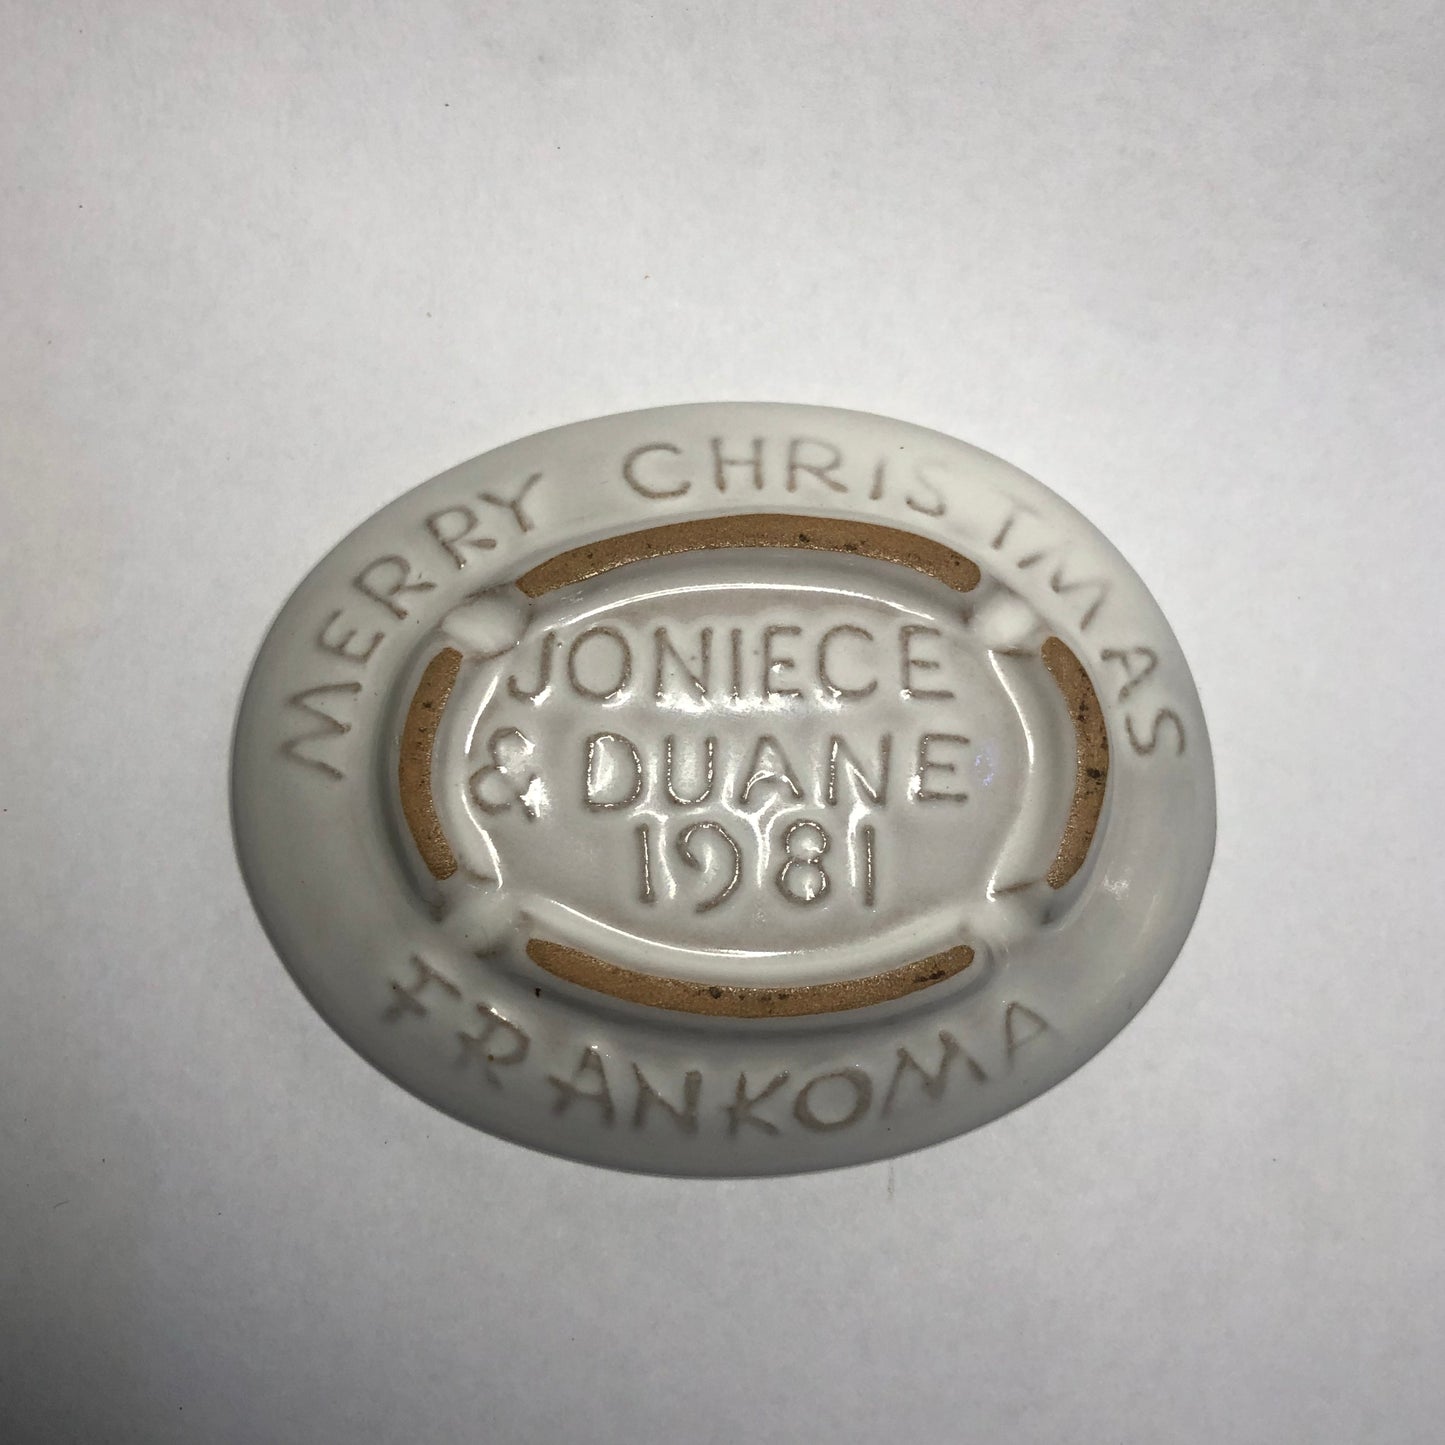 MERRY CHRISTMAS
JONIECE
& DUANE
1981
FRANKOMA